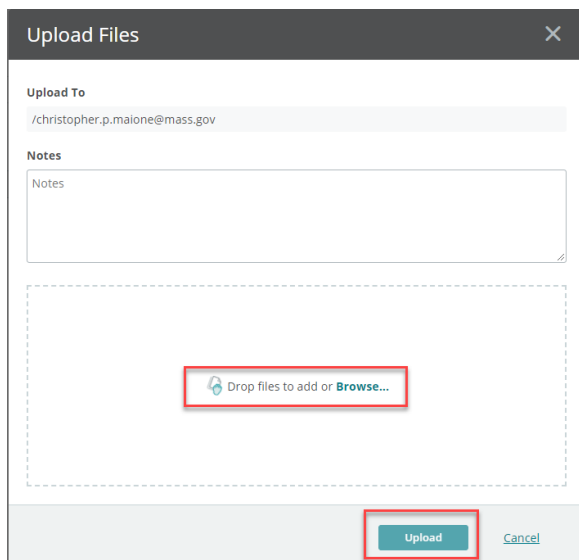 Upload Files
Upload To
/christopher.p.maione@mass.gov
Notes
Notes
Drop files to add or Browse...
Upload
Cancel